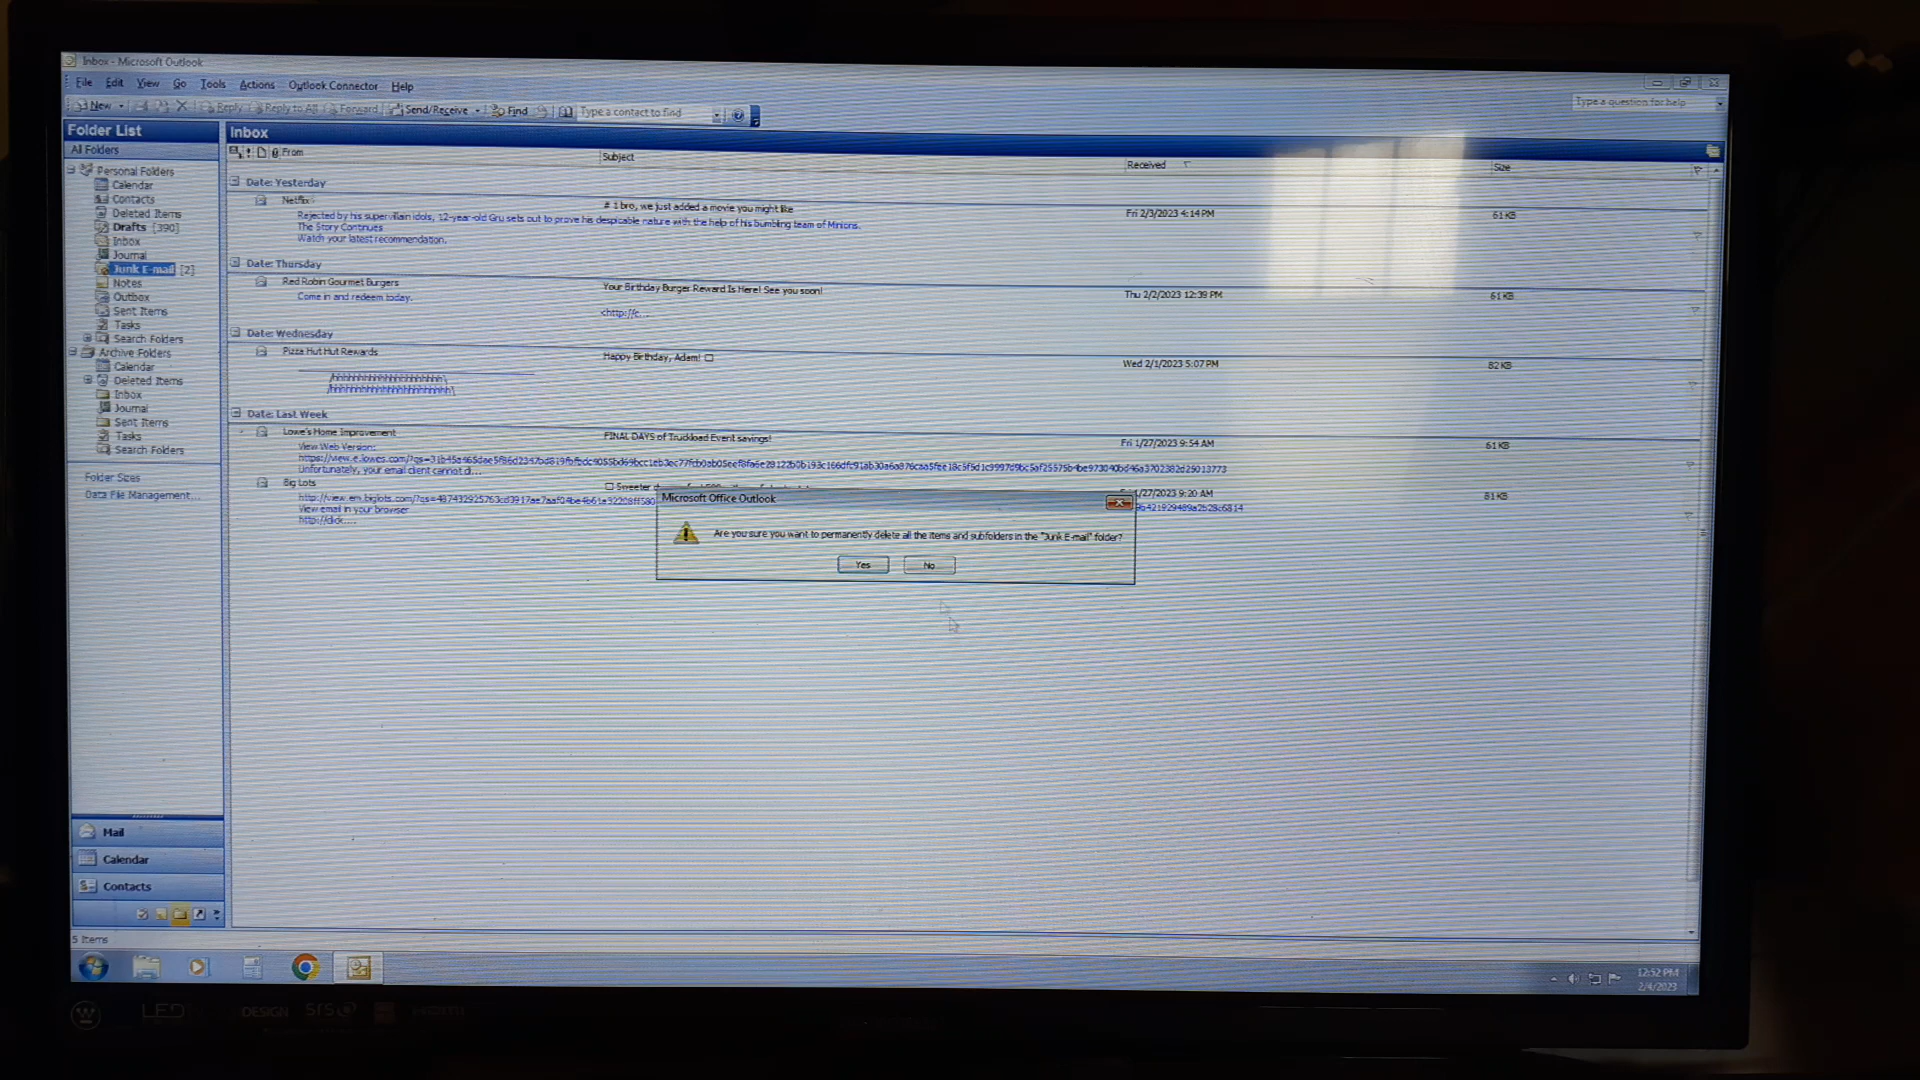 Inbox - Microsoft Outlook
File Edit View Go Tools Actions Outlook Connector Help
Type a question for help
New Reply Reply to All Forward Send/Receive Find Type a contact to find
Folder List
All Folders
Personal Folders
Calendar
Contacts
Deleted Items
Drafts [390]
Inbox
Journal
Junk E-mail [2]
Notes
Outbox
Sent Items
Tasks
Search Folders
Archive Folders
Calendar
Deleted Items
Inbox
Journal
Sent Items
Tasks
Search Folders
Folder Sizes
Data File Management...
Mail
Calendar
Contacts
5 Items
Inbox
From Subject Received Size
Date: Yesterday
Netflix # 1 bro, we just added a movie you might like Fri 2/3/2023 4:14 PM 61 KB
Rejected by his supervillain idols, 12-year-old Gru sets out to prove his despicable nature with the help of his bumbling team of Minions.
The Story Continues
Watch your latest recommendation.
Date: Thursday
Red Robin Gourmet Burgers Your Birthday Burger Reward Is Here! See you soon! Thu 2/2/2023 12:39 PM 61 KB
Come in and redeem today.
<http://c...
Date: Wednesday
Pizza Hut Hut Rewards Happy Birthday, Adam! Wed 2/1/2023 5:07 PM 82 KB
Date: Last Week
Lowe's Home Improvement FINAL DAYS of Truckload Event savings! Fri 1/27/2023 9:54 AM 61 KB
View Web Version:
Unfortunately, your email client cannot d...
Big Lots Sweeter 1/27/2023 9:20 AM 81 KB
View email in your browser
http://click....
Microsoft Office Outlook
Are you sure you want to permanently delete all the items and subfolders in the "Junk E-mail" folder?
Yes No
12:52 PM
2/4/2023
LED DESIGN SRS